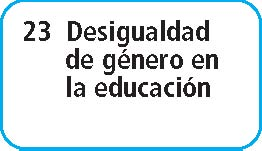 23 Desigualdad
de género en
la educación